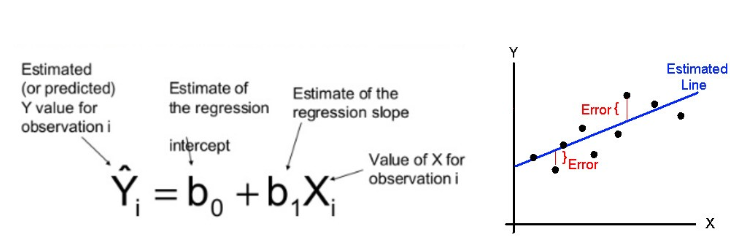 Estimated
(or predicted)
Y value for
observation i
Estimate of
the regression
intercept
Estimate of the
regression slope
Value of X for
observation i
Ŷᵢ = b₀ + b₁Xᵢ
Y
Estimated
Line
Error {
}Error
X